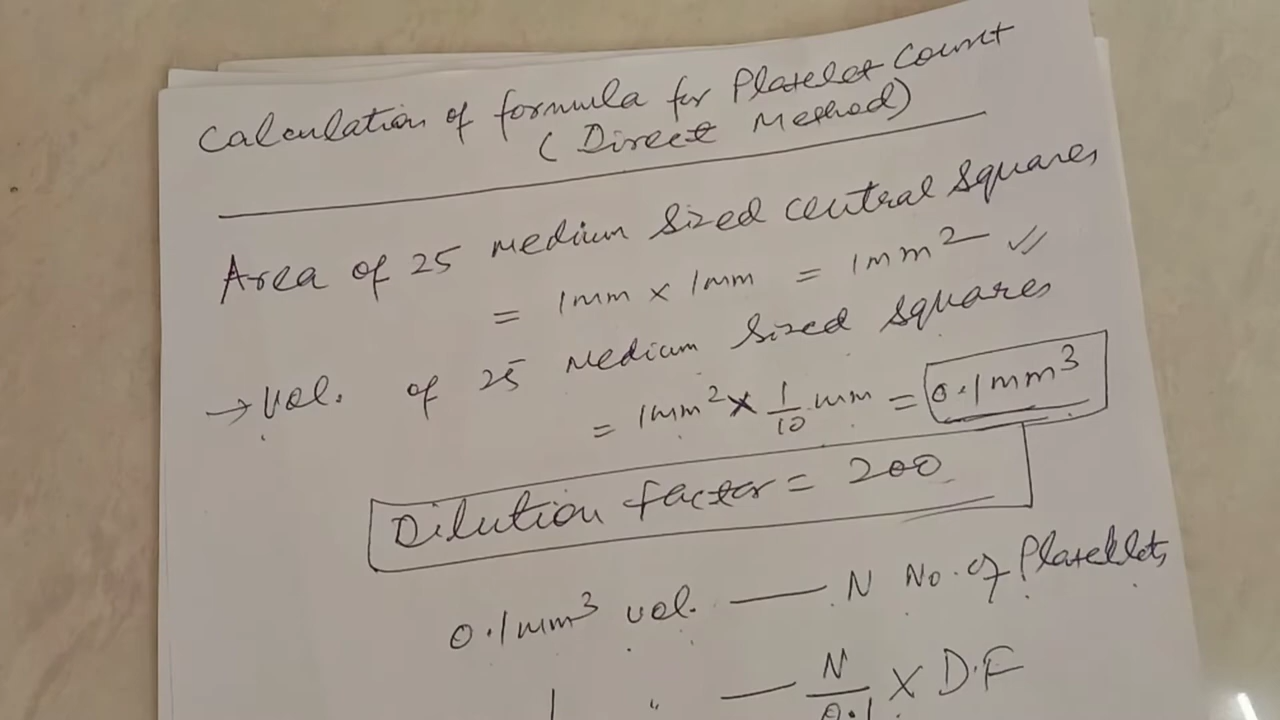 Calculation of formula for Platelet Count
(Direct Method)
Area of 25 medium Sized central Squares
= 1mm x 1mm = 1mm²
→ Vol. of 25 Medium Sized Squares
= 1mm² × 1/10 mm = 0.1mm³
Dilution factor = 200
0.1mm³ vol. — N No. of Platelets
1 " — N/0.1 × D.F